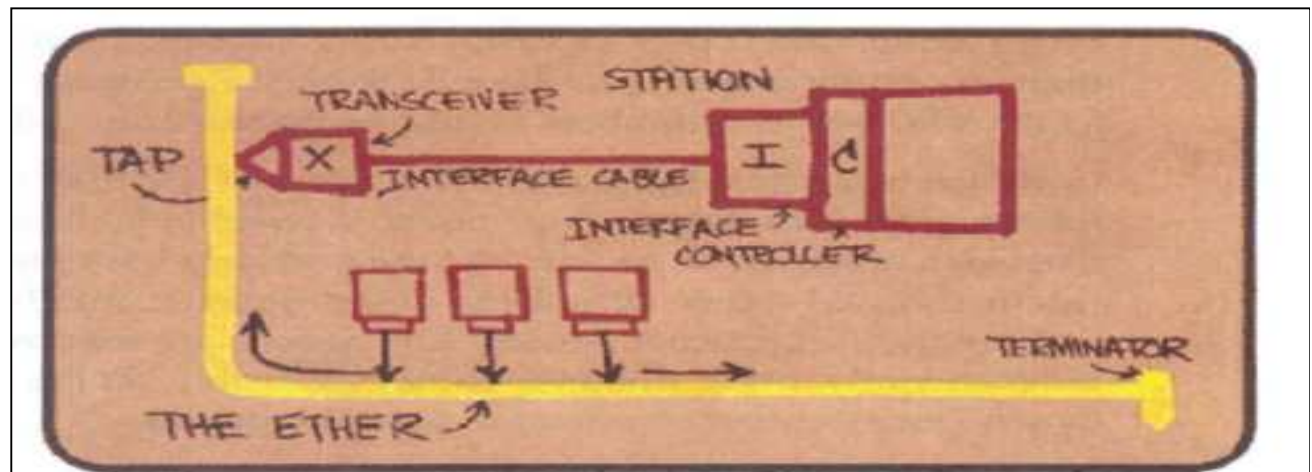 STATION
TRANSCEIVER
TAP
X
I
C
INTERFACE CABLE
INTERFACE
CONTROLLER
TERMINATOR
THE ETHER